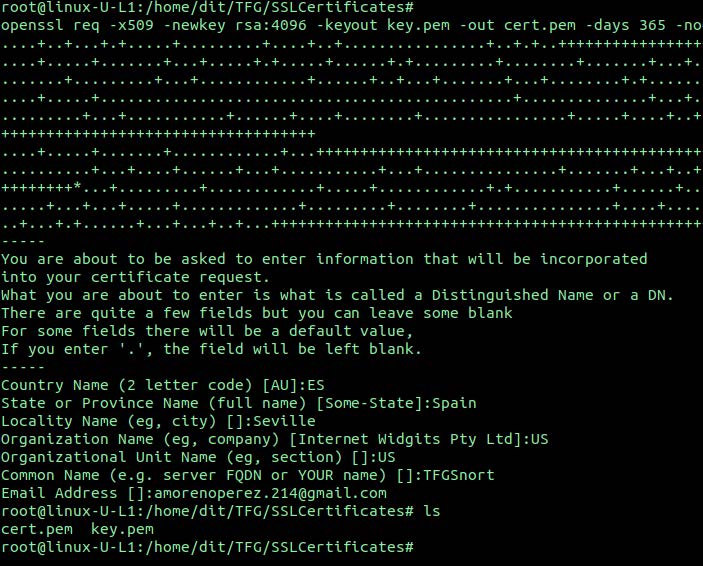 root@linux-U-L1:/home/dit/TFG/SSLCertificates#
openssl req -x509 -newkey rsa:4096 -keyout key.pem -out cert.pem -days 365 -no
-----
You are about to be asked to enter information that will be incorporated
into your certificate request.
What you are about to enter is what is called a Distinguished Name or a DN.
There are quite a few fields but you can leave some blank
For some fields there will be a default value,
If you enter '.', the field will be left blank.
-----
Country Name (2 letter code) [AU]:ES
State or Province Name (full name) [Some-State]:Spain
Locality Name (eg, city) []:Seville
Organization Name (eg, company) [Internet Widgits Pty Ltd]:US
Organizational Unit Name (eg, section) []:US
Common Name (e.g. server FQDN or YOUR name) []:TFGSnort
Email Address []:amorenoperez.214@gmail.com
root@linux-U-L1:/home/dit/TFG/SSLCertificates# ls
cert.pem  key.pem
root@linux-U-L1:/home/dit/TFG/SSLCertificates#